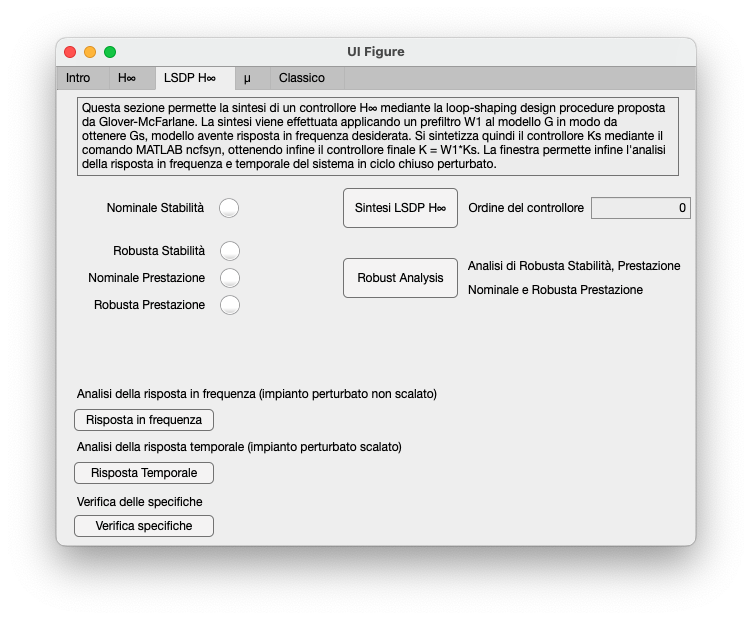 UI Figure
Intro H∞ LSDP H∞ µ Classico
Questa sezione permette la sintesi di un controllore H∞ mediante la loop-shaping design procedure proposta
da Glover-McFarlane. La sintesi viene effettuata applicando un prefiltro W1 al modello G in modo da
ottenere Gs, modello avente risposta in frequenza desiderata. Si sintetizza quindi il controllore Ks mediante il
comando MATLAB ncfsyn, ottenendo infine il controllore finale K = W1*Ks. La finestra permette infine l'analisi
della risposta in frequenza e temporale del sistema in ciclo chiuso perturbato.
Nominale Stabilità
Sintesi LSDP H∞
Ordine del controllore 0
Robusta Stabilità
Nominale Prestazione
Robusta Prestazione
Robust Analysis
Analisi di Robusta Stabilità, Prestazione
Nominale e Robusta Prestazione
Analisi della risposta in frequenza (impianto perturbato non scalato)
Risposta in frequenza
Analisi della risposta temporale (impianto perturbato scalato)
Risposta Temporale
Verifica delle specifiche
Verifica specifiche